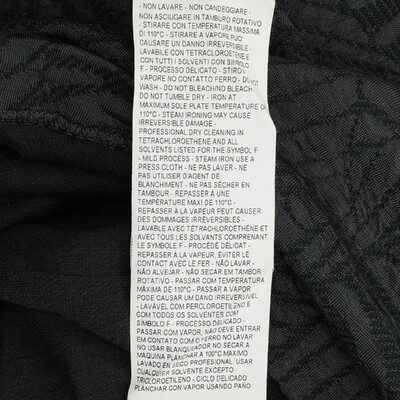 - NON LAVARE - NON CANDEGGIARE -
NON ASCIUGARE IN TAMBURO ROTATIVO
- STIRARE CON TEMPERATURA MASSIMA
DI 110°C - STIRARE A VAPORE PUO'
CAUSARE UN DANNO IRREVERSIBILE -
LAVABILE CON TETRACLOROETENE E
CON TUTTI I SOLVENTI CON SIMBOLO
F - PROCESSO DELICATO - STIRO
VAPORE NO CONTATTO FERRO - DO NOT
WASH - DO NOT BLEACHING BLEACH
DO NOT TUMBLE DRY - IRON AT
MAXIMUM SOLE PLATE TEMPERATURE OF
110°C - STEAM IRONING MAY CAUSE
IRREVERSIBLE DAMAGE -
PROFESSIONAL DRY CLEANING IN
TETRACHLOROETHENE AND ALL
SOLVENTS LISTED FOR THE SYMBOL F
- MILD PROCESS - STEAM IRON USE A
PRESS CLOTH - NE PAS LAVER - NE
PAS UTILISER D'AGENT DE
BLANCHIMENT - NE PAS SÉCHER EN
TAMBOUR - REPASSER À UNE
TEMPÉRATURE MAXI DE 110°C -
REPASSER À LA VAPEUR PEUT CAUSER
DES DOMMAGES IRRÉVERSIBLES -
LAVABLE AVEC TÉTRACHLOROÉTHÈNE ET
AVEC TOUS LES SOLVANTS COMPRENANT
LE SYMBOLE F - PROCÉDÉ DÉLICAT -
REPASSER À LA VAPEUR, ÉVITER LE
CONTACT AVEC LE FER - NÃO LAVAR -
NÃO ALVEJAR - NÃO SECAR EM TAMBOR
ROTATIVO - PASSAR COM TEMPERATURA
MÁXIMA DE 110°C - PASSAR A VAPOR
PODE CAUSAR UM DANO IRREVERSÍVEL
- LAVÁVEL COM PERCLOROETILENO E
COM TODOS OS SOLVENTES COM
SÍMBOLO F - PROCESSO DELICADO -
PASSAR COM VAPOR, NÃO DEVE ENTRAR
EM CONTATO COM O FERRO NO LAVAR
NO USAR BLANQUEADOR NO SECAR A
MAQUINA PLANCHAR A 100°C MAXIMO
LAVADO EN SECO PROFESIONAL. USAR
CUALQUIER SOLVENTE EXCEPTO
TRICLOROETILENO - CICLO DELICADO
PLANCHAR CON VAPOR USANDO PAÑO